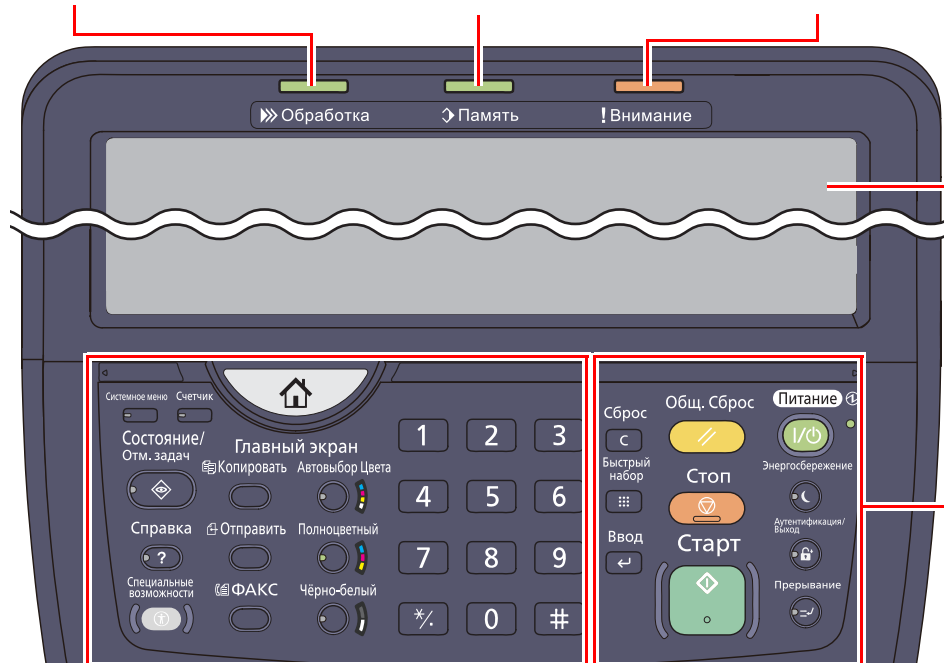 Обработка
Память
!Внимание
Системное меню
Счетчик
Состояние/
Отм. задач
Главный экран
Копировать
Автовыбор Цвета
Справка
?
Отправить
Полноцветный
Специальные
возможности
ФАКС
Чёрно-белый
1 2 3
4 5 6
7 8 9
*/. 0 #
Сброс
C
Быстрый
набор
Ввод
Общ. Сброс
Стоп
Старт
Питание
Энергосбережение
Аутентификация/
Выход
Прерывание